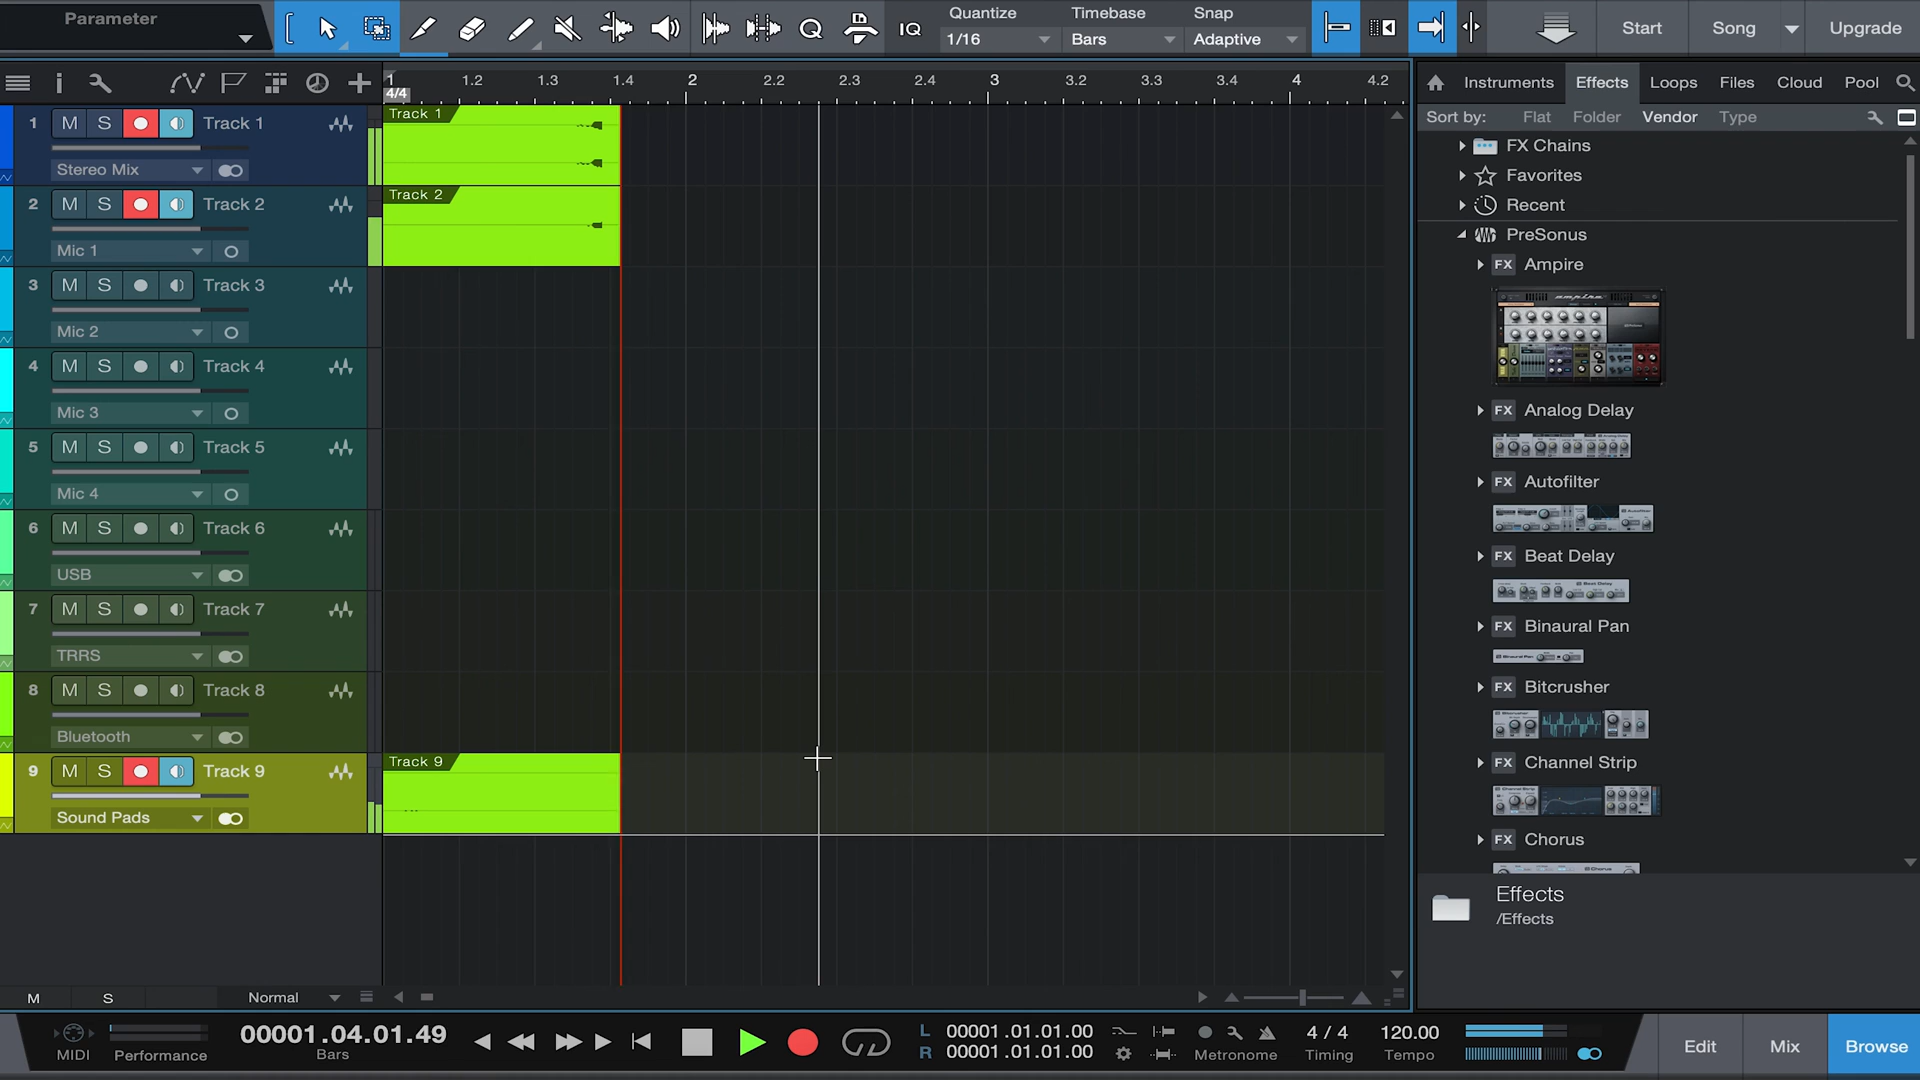 Parameter
Quantize
1/16
Timebase
Bars
Snap
Adaptive
IQ
Start
Song
Upgrade
1 1.2 1.3 1.4 2 2.2 2.3 2.4 3 3.2 3.3 3.4 4 4.2
4/4
Instruments Effects Loops Files Cloud Pool
Sort by: Flat Folder Vendor Type
1 M S Track 1
Stereo Mix
2 M S Track 2
Mic 1
3 M S Track 3
Mic 2
4 M S Track 4
Mic 3
5 M S Track 5
Mic 4
6 M S Track 6
USB
7 M S Track 7
TRRS
8 M S Track 8
Bluetooth
9 M S Track 9
Sound Pads
Track 1
Track 2
Track 9
FX Chains
Favorites
Recent
PreSonus
FX Ampire
FX Analog Delay
FX Autofilter
FX Beat Delay
FX Binaural Pan
FX Bitcrusher
FX Channel Strip
FX Chorus
Effects
/Effects
M S Normal
MIDI
Performance
00001.04.01.49
Bars
L 00001.01.01.00
R 00001.01.01.00
Metronome
4 / 4
Timing
120.00
Tempo
Edit
Mix
Browse